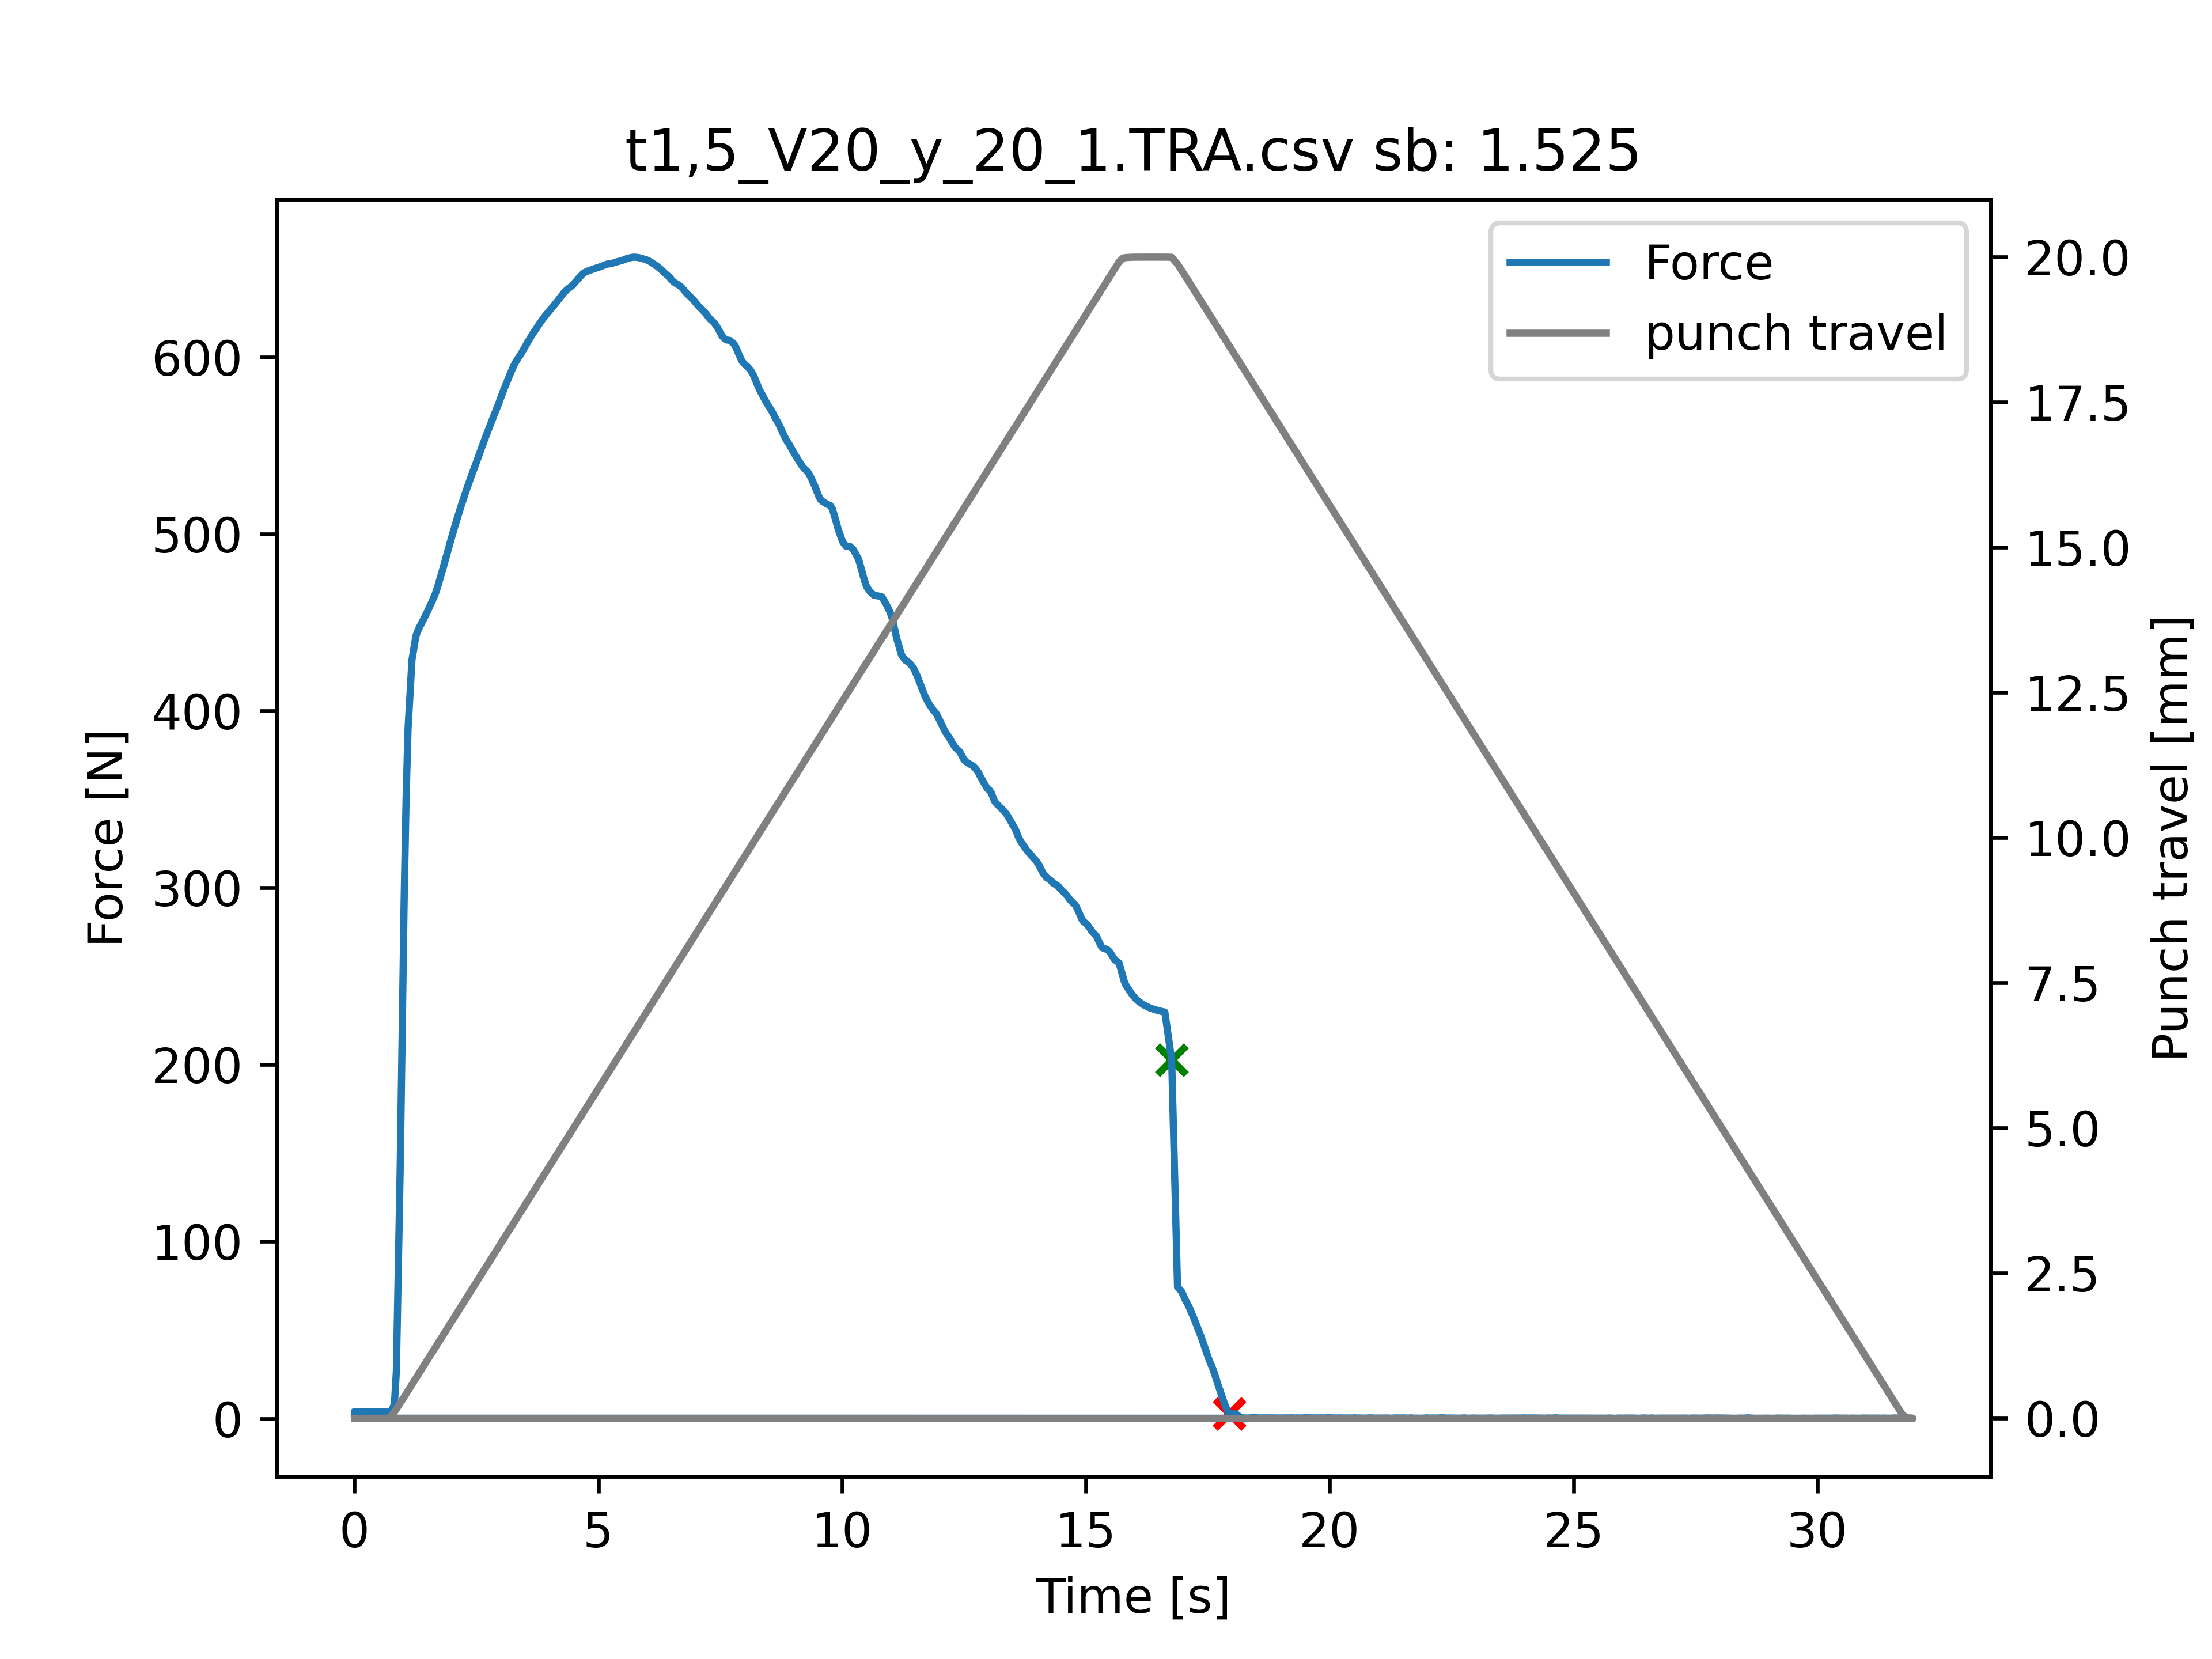 t1,5_V20_y_20_1.TRA.csv sb: 1.525
Force
punch travel
Force [N]
600
500
400
300
200
100
0
20.0
17.5
15.0
12.5
10.0
7.5
5.0
2.5
0.0
Punch travel [mm]
0 5 10 15 20 25 30
Time [s]